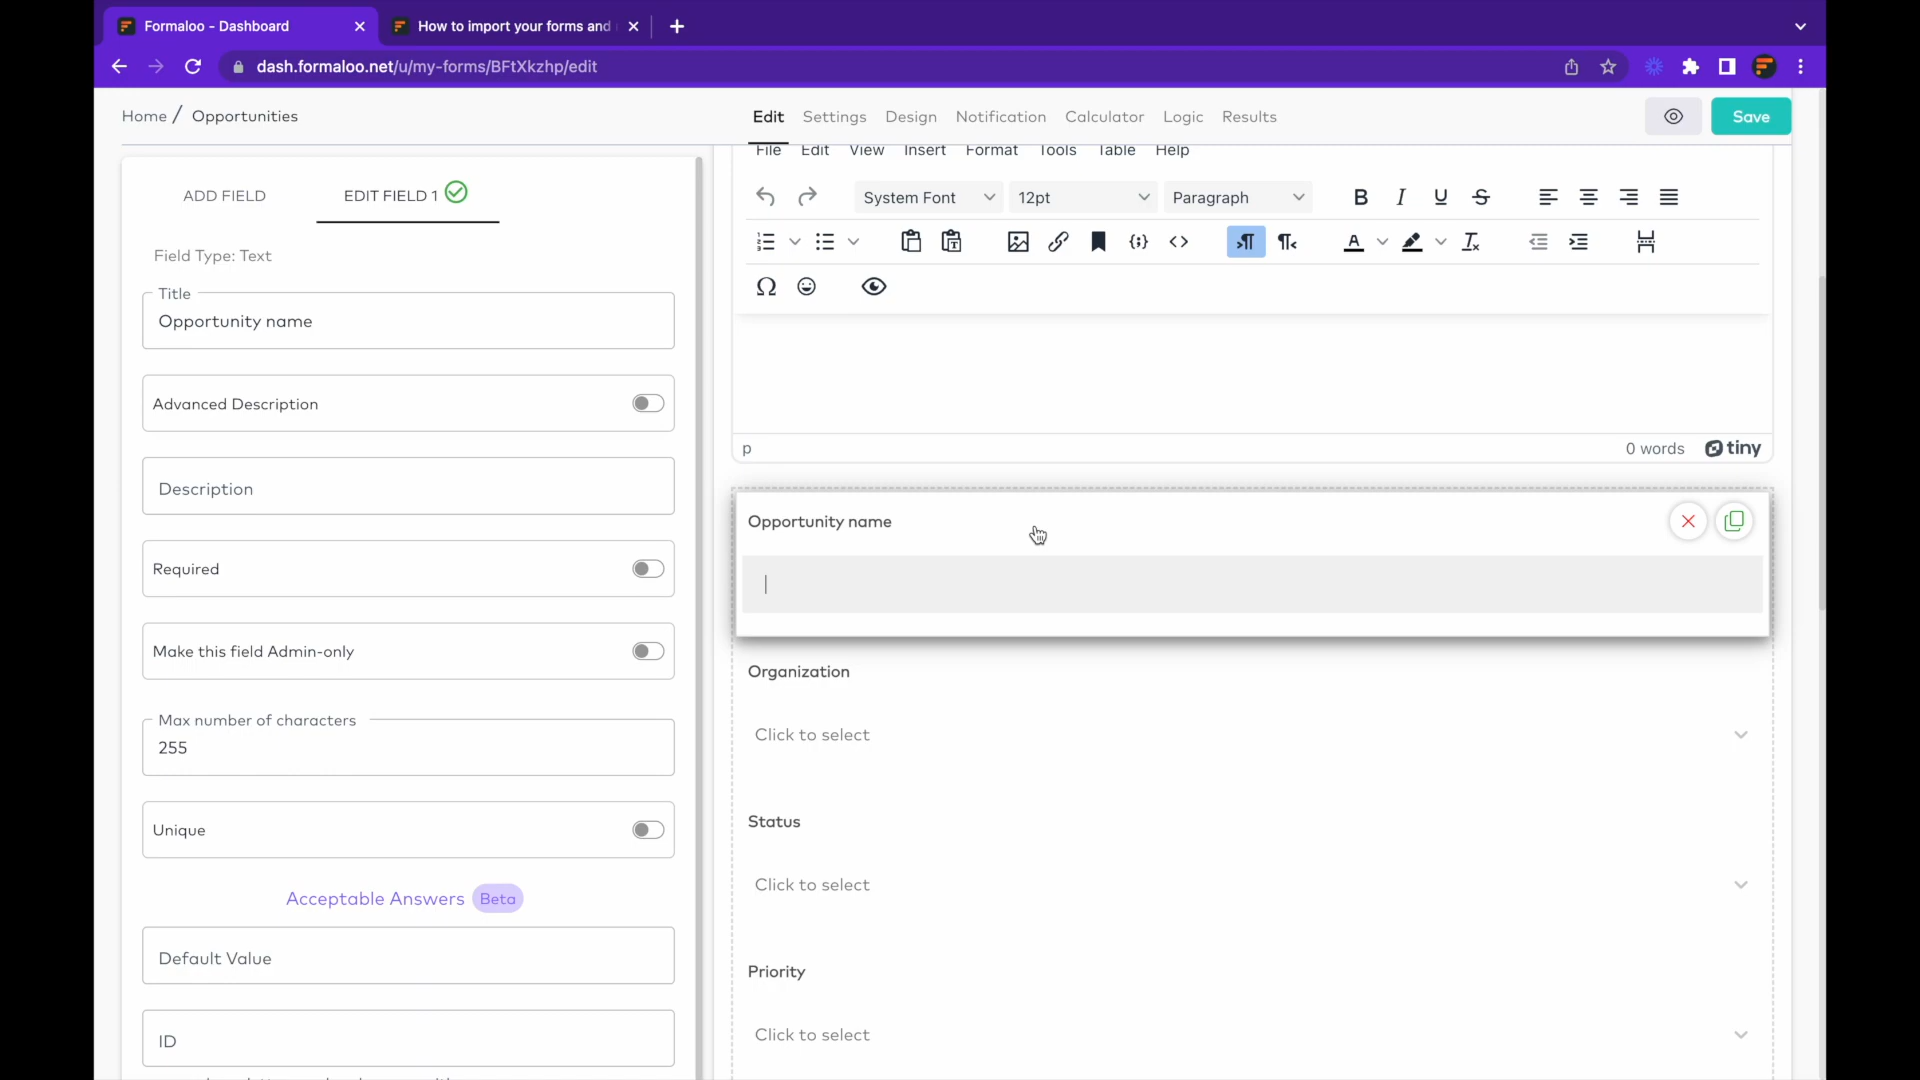 Formaloo - Dashboard
How to import your forms and
dash.formaloo.net/u/my-forms/BFtXkzhp/edit
Home / Opportunities
Edit Settings Design Notification Calculator Logic Results
Save
ADD FIELD
EDIT FIELD 1
Field Type: Text
Title
Opportunity name
Advanced Description
Description
Required
Make this field Admin-only
Max number of characters
255
Unique
Acceptable Answers Beta
Default Value
ID
File Edit View Insert Format Tools Table Help
System Font 12pt Paragraph
p
0 words tiny
Opportunity name
Organization
Click to select
Status
Click to select
Priority
Click to select